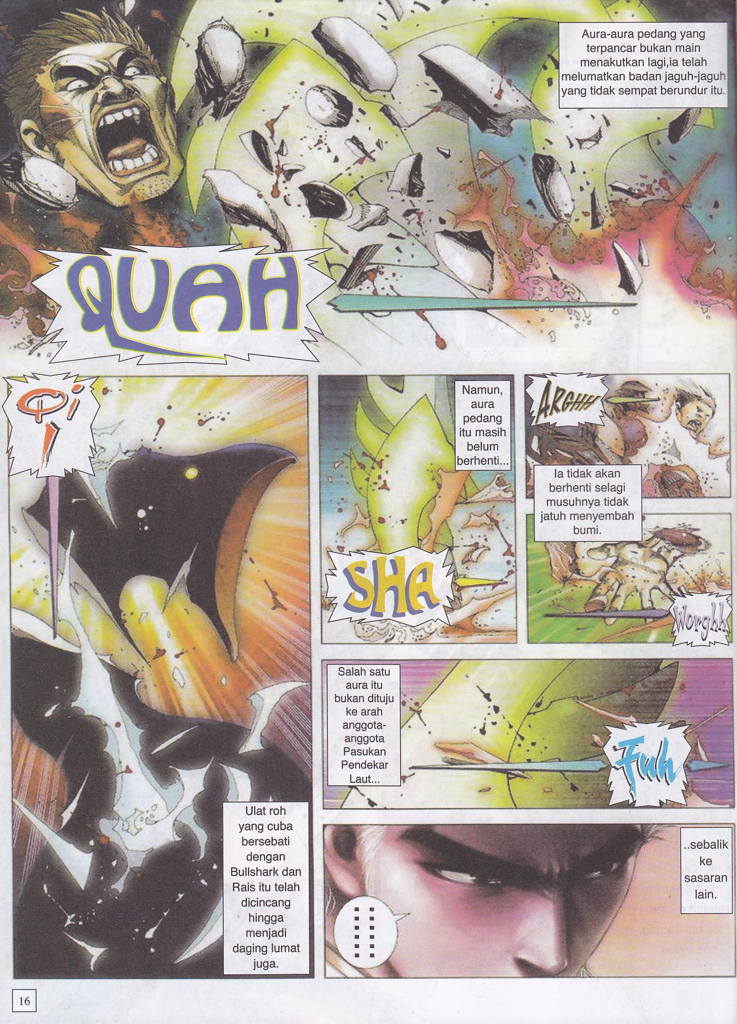 Aura-aura pedang yang
terpancar bukan main
menakutkan lagi,ia telah
melumatkan badan jaguh-jaguh
yang tidak sempat berundur itu.
QUAH
Pi
Namun,
aura
pedang
itu masih
belum
berhenti...
ARGHH
Ia tidak akan
berhenti selagi
musuhnya tidak
jatuh menyembah
bumi.
SHA
Worghh
Salah satu
aura itu
bukan dituju
ke arah
anggota-
anggota
Pasukan
Pendekar
Laut...
Fuh
Ulat roh
yang cuba
bersebati
dengan
Bullshark dan
Rais itu telah
dicincang
hingga
menjadi
daging lumat
juga.
..sebalik
ke
sasaran
lain.
16